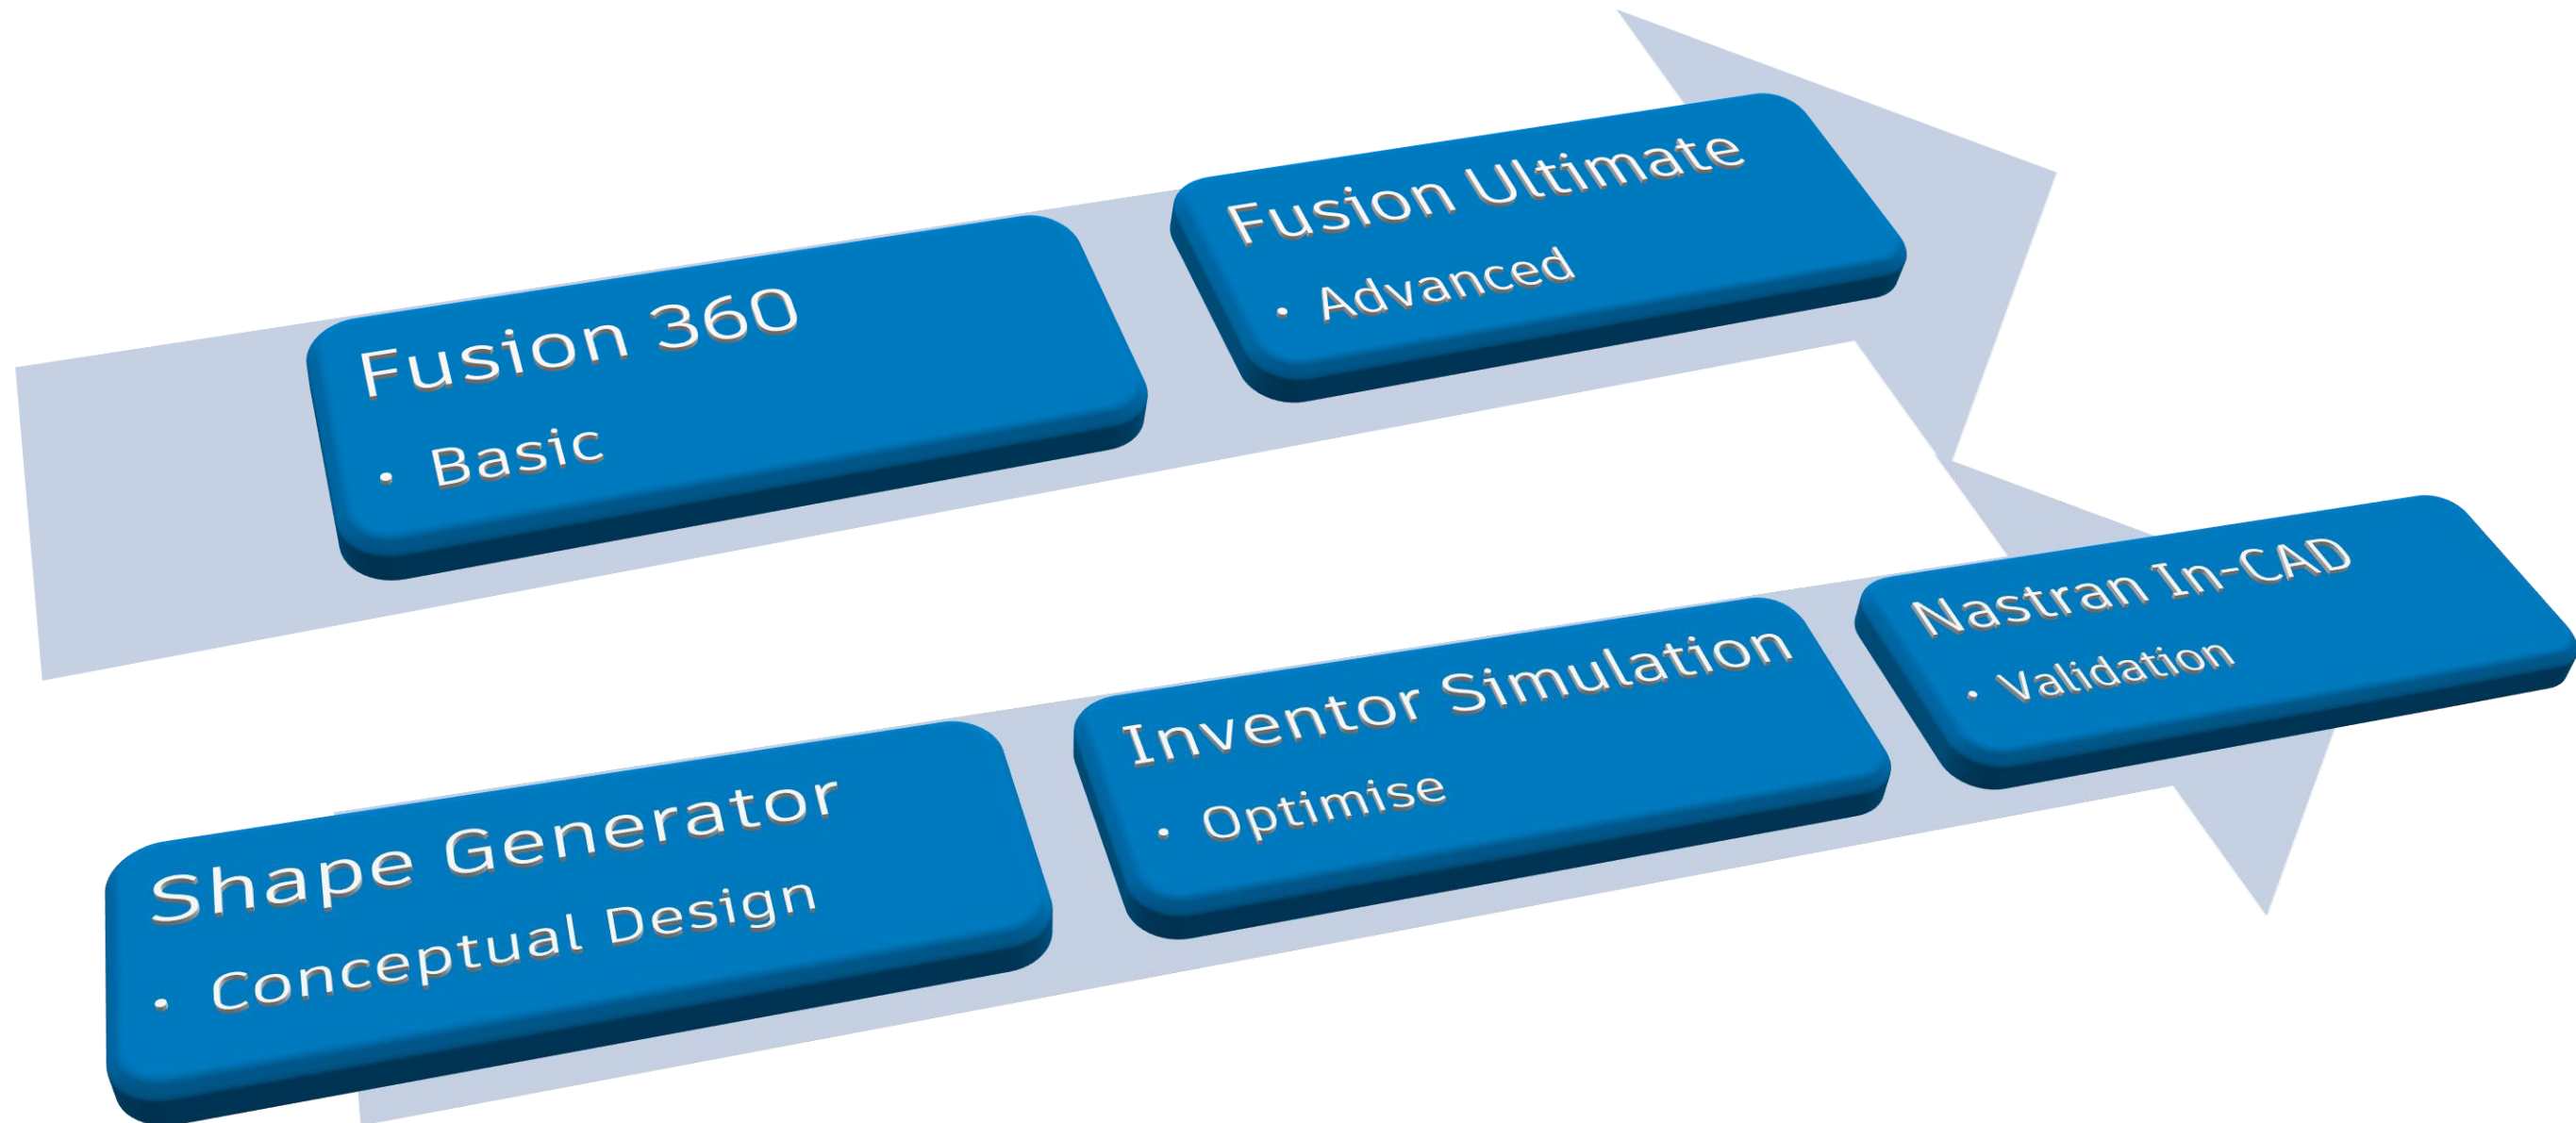 Fusion 360
• Basic
Fusion Ultimate
• Advanced
Shape Generator
• Conceptual Design
Inventor Simulation
• Optimise
Nastran In-CAD
• Validation